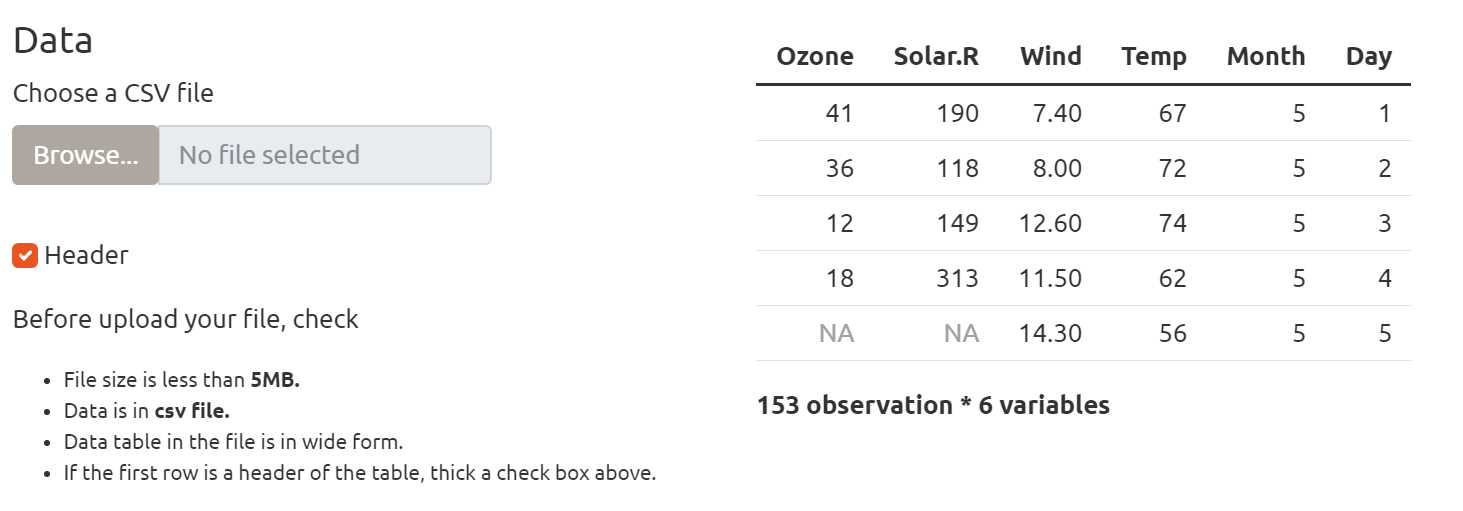 Data
Choose a CSV file
Browse... No file selected
Header
Before upload your file, check
File size is less than 5MB.
Data is in csv file.
Data table in the file is in wide form.
If the first row is a header of the table, thick a check box above.
Ozone Solar.R Wind Temp Month Day
41 190 7.40 67 5 1
36 118 8.00 72 5 2
12 149 12.60 74 5 3
18 313 11.50 62 5 4
NA NA 14.30 56 5 5
153 observation * 6 variables